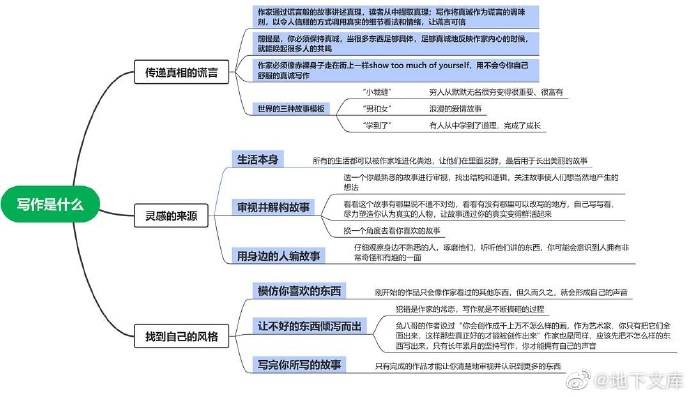 写作是什么
传递真相的谎言
作家通过谎言般的故事讲述真理，读者从中提取真理；写作将真诚作为谎言的调味
剂，以令人信服的方式调用真实的细节看法和情绪，让谎言可信
前提是，你必须保持真诚，当很多东西足够具体，足够真诚地反映作家内心的时候，
就能唤起很多人的共鸣
作家必须像赤裸身子走在街上一样show too much of yourself，用不会令你自己
舒服的真诚写作
世界的三种故事模板
“小裁缝”
穷人从默默无名很穷变得很重要、很富有
“男和女”
浪漫的爱情故事
“学到了”
有人从中学到了道理，完成了成长
灵感的来源
生活本身
所有的生活都可以被作家堆进化粪池，让他们在里面发酵，最后用于长出美丽的故事
审视并解构故事
选一个你最熟悉的故事进行审视，找出结构和逻辑，关注故事使人们想当然地产生的
想法
看看这个故事有哪里说不通不对劲，看看有没有哪里可以改写的地方，自己写写看，
尽力塑造你认为真实的人物，让故事通过你的真实变得鲜活起来
换一个角度去看你喜欢的故事
用身边的人编故事
仔细观察身边不熟悉的人，琢磨他们，听听他们讲的东西，你可能会意识到人拥有非
常奇怪和有趣的一面
找到自己的风格
模仿你喜欢的东西
刚开始的作品只会像作家看过的其他东西，但久而久之，就会形成自己的声音
让不好的东西倾泻而出
犯错是作家的常态，写作就是不断搞砸的过程
兔八哥的作者说过“你会创作成千上万不怎么样的画，作为艺术家，你只有把它们全
画出来，这样那些真正好的才能被创作出来”作家也是同样，应该先把不怎么样的东
西写出来，只有长年累月的坚持写作，你才能拥有自己的声音
写完你所写的故事
只有完成的作品才能让你清楚地审视并认识到更多的东西
@地下文库